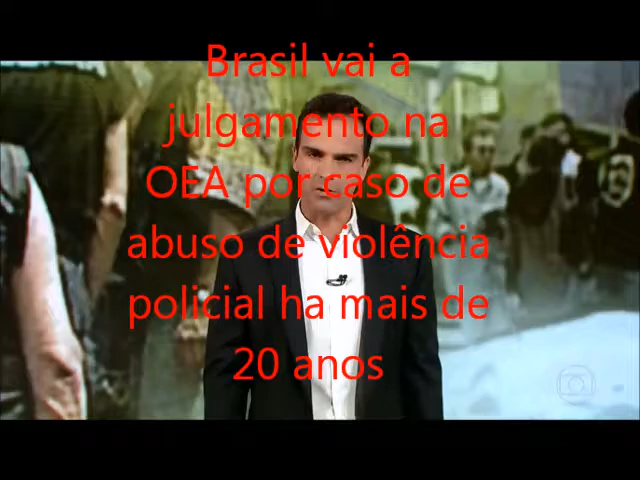 Brasil vai a
julgamento na
OEA por caso de
abuso de violência
policial ha mais de
20 anos